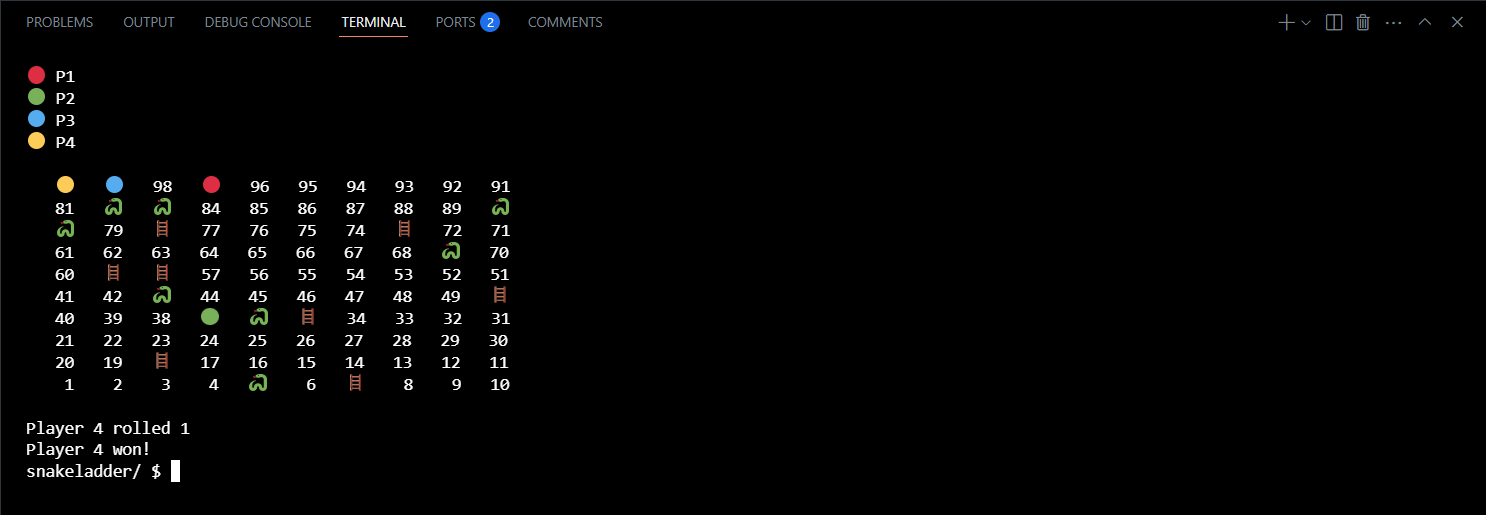 PROBLEMS OUTPUT DEBUG CONSOLE TERMINAL PORTS 2 COMMENTS
P1
P2
P3
P4
98 96 95 94 93 92 91
81 84 85 86 87 88 89
79 77 76 75 74 72 71
61 62 63 64 65 66 67 68 70
60 57 56 55 54 53 52 51
41 42 44 45 46 47 48 49
40 39 38 34 33 32 31
21 22 23 24 25 26 27 28 29 30
20 19 17 16 15 14 13 12 11
1 2 3 4 6 8 9 10
Player 4 rolled 1
Player 4 won!
snakeladder/ $